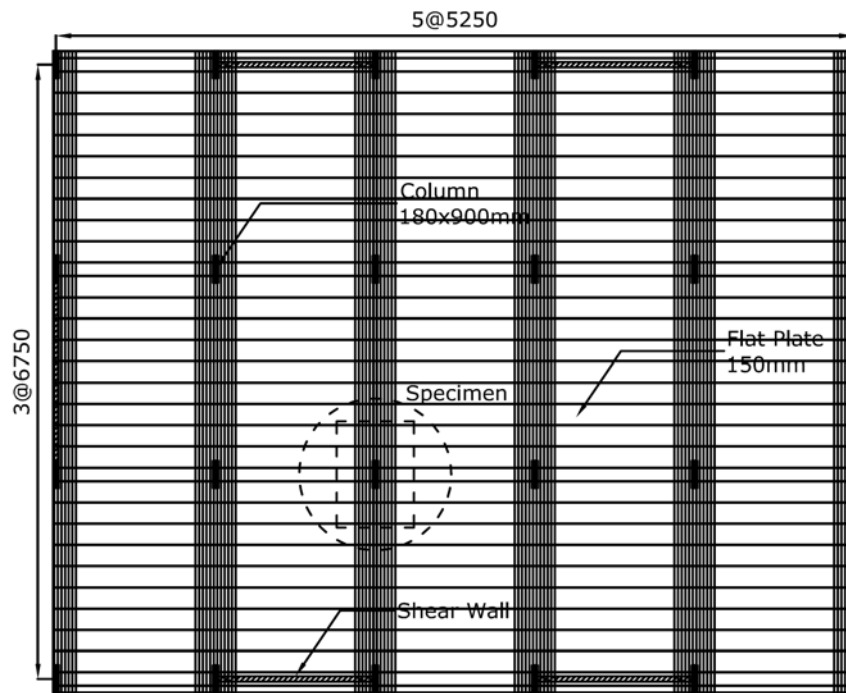 5@5250
Column
180x900mm
3@6750
Flat Plate
150mm
Specimen
Shear Wall